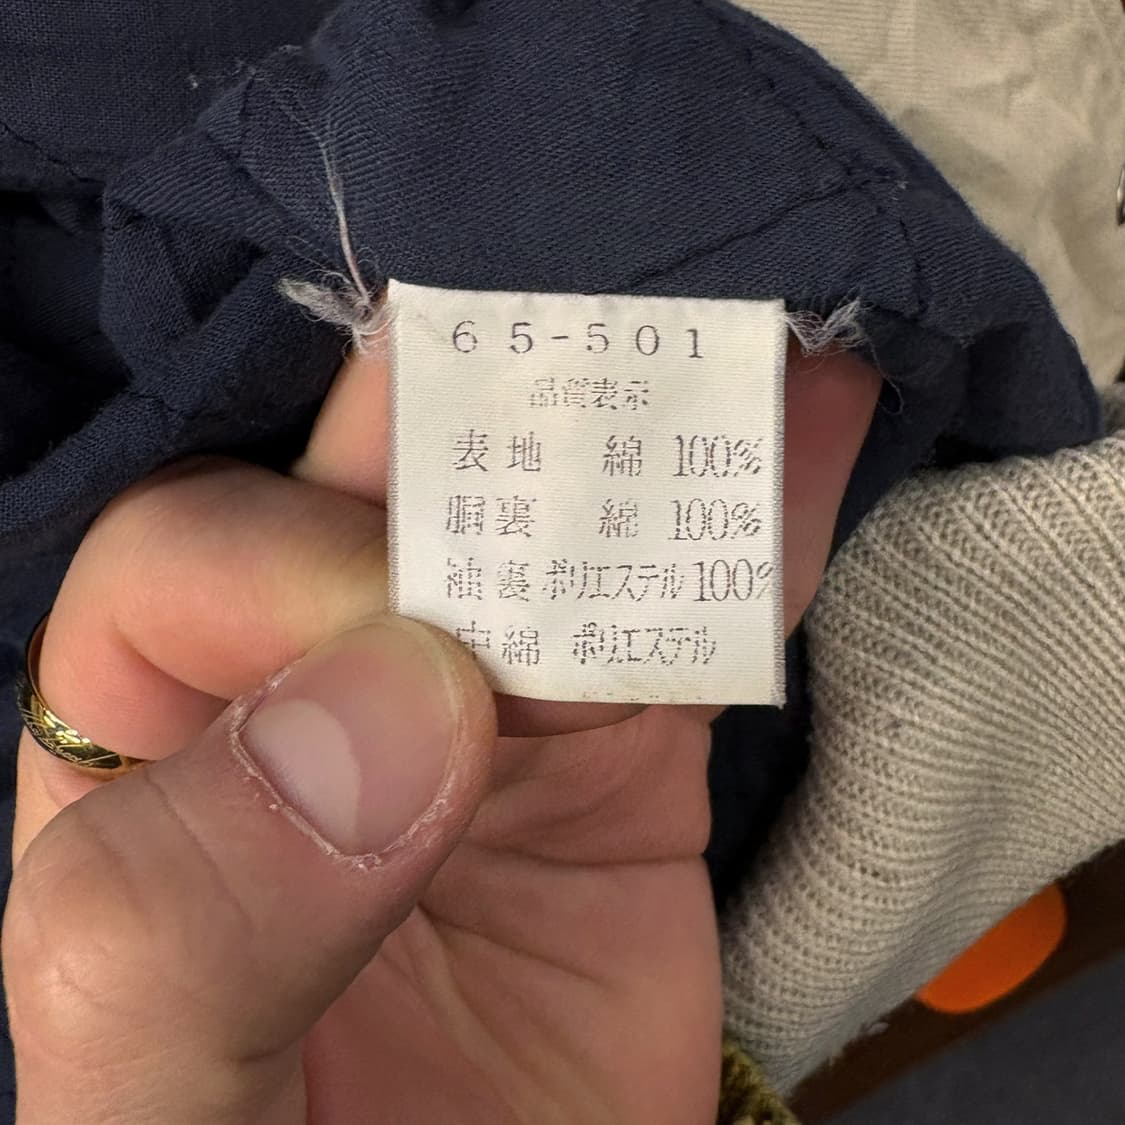 65-501
品質表示
表地 綿 100%
胴裏 綿 100%
袖裏 ポリエステル 100%
中綿 ポリエステル